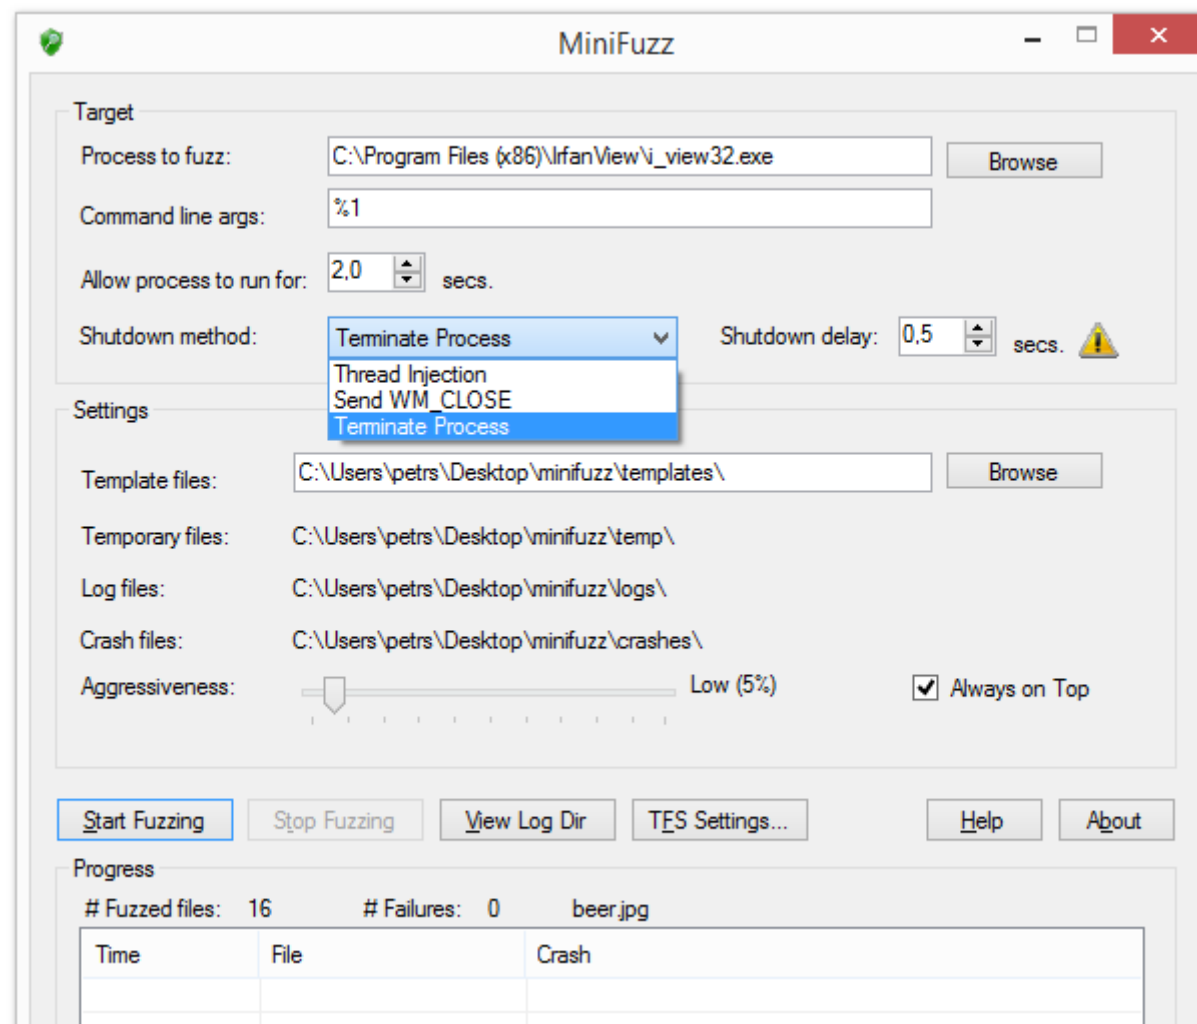 MiniFuzz
Target
Process to fuzz: C:\Program Files (x86)\IrfanView\i_view32.exe Browse
Command line args: %1
Allow process to run for: 2,0 secs.
Shutdown method: Terminate Process Shutdown delay: 0,5 secs.
Thread Injection
Send WM_CLOSE
Terminate Process
Settings
Template files: C:\Users\petrs\Desktop\minifuzz\templates\ Browse
Temporary files: C:\Users\petrs\Desktop\minifuzz\temp\
Log files: C:\Users\petrs\Desktop\minifuzz\logs\
Crash files: C:\Users\petrs\Desktop\minifuzz\crashes\
Aggressiveness: Low (5%) Always on Top
Start Fuzzing Stop Fuzzing View Log Dir TFS Settings... Help About
Progress
# Fuzzed files: 16 # Failures: 0 beer.jpg
Time File Crash